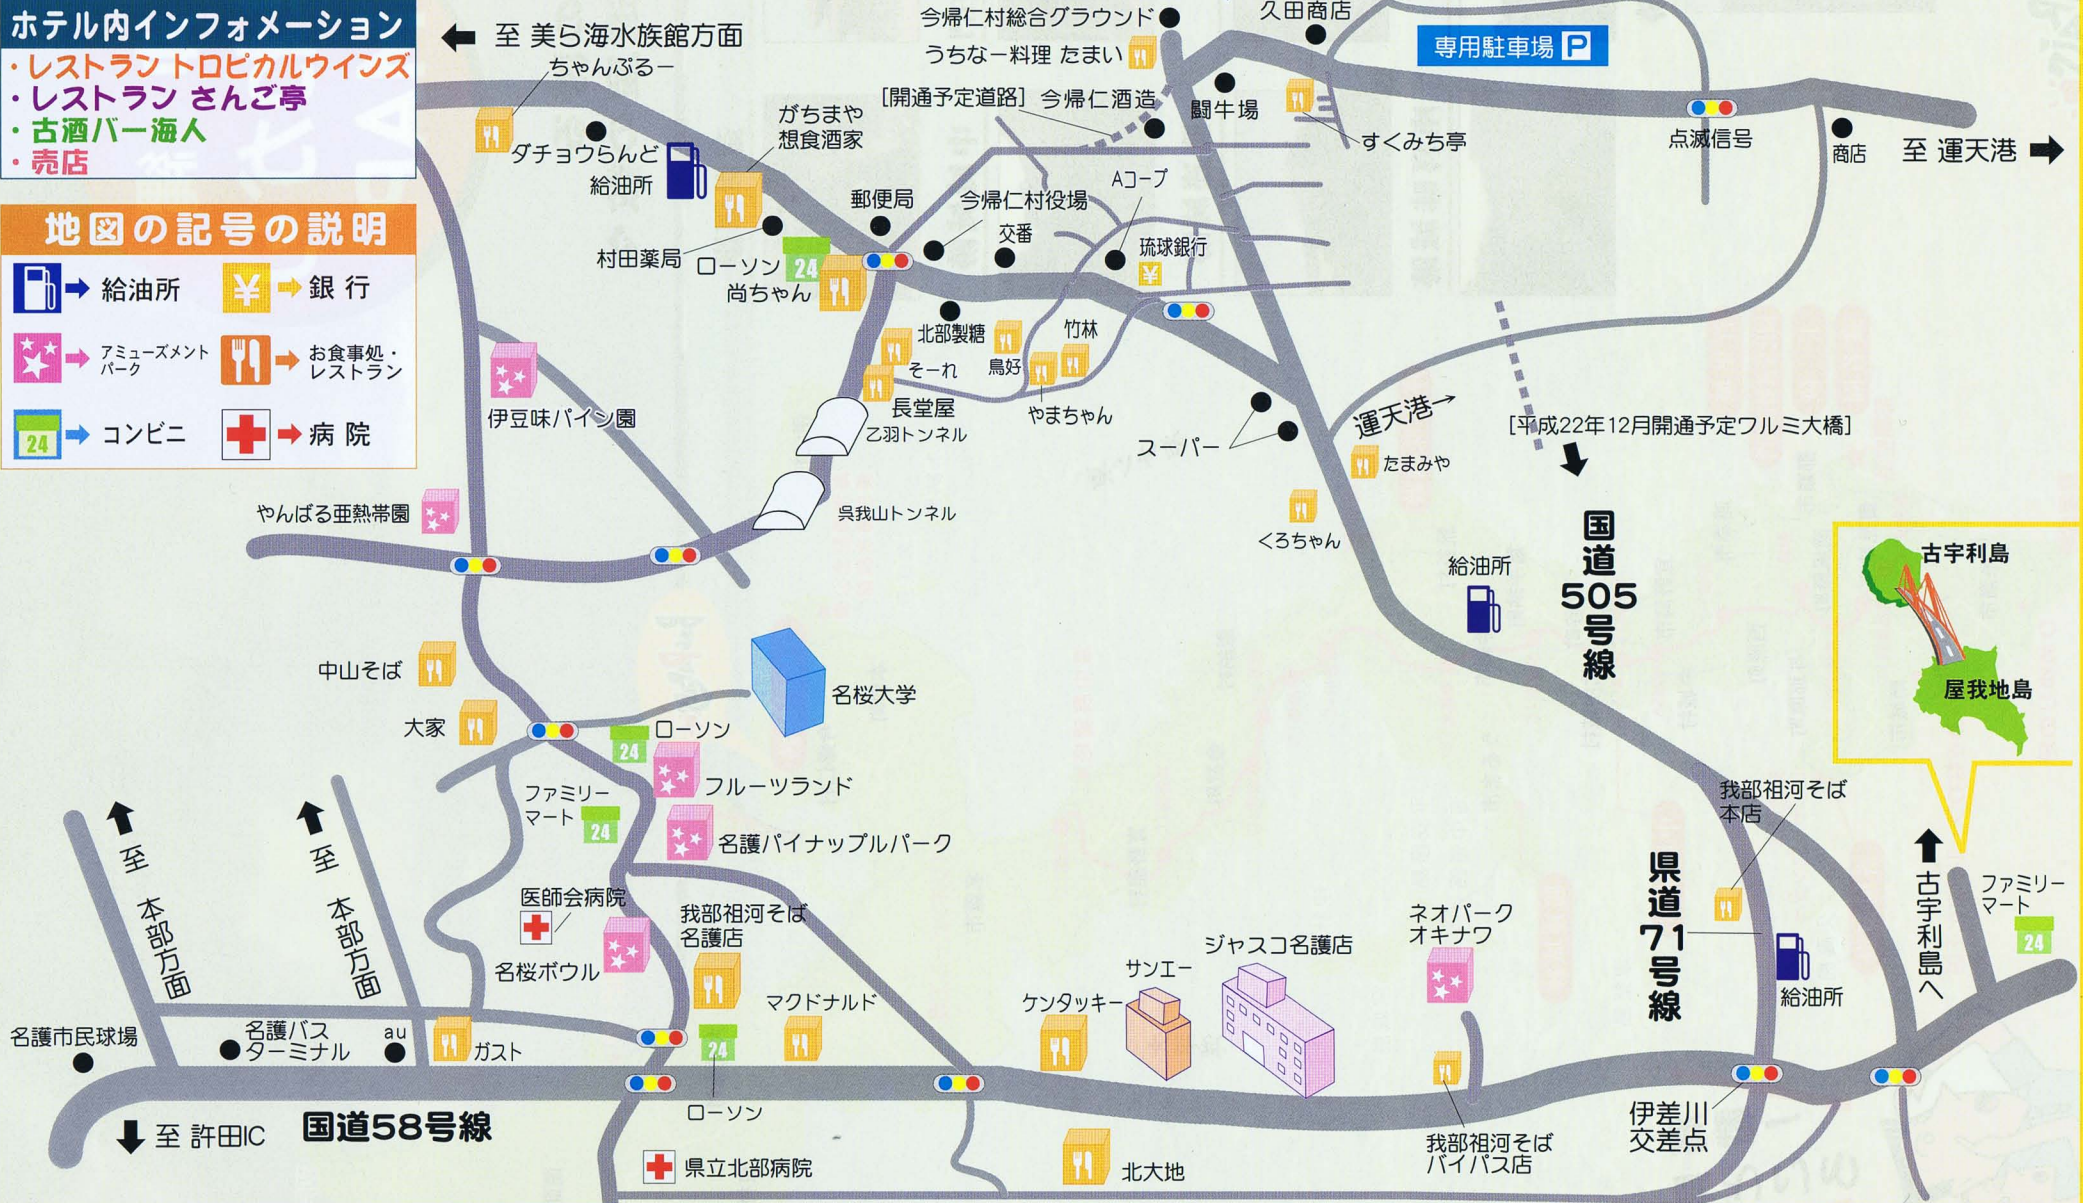 ホテル内インフォメーション
・レストラン トロピカルウインズ
・レストラン さんご亭
・古酒バー海人
・売店
地図の記号の説明
給油所
銀行
アミューズメント
パーク
お食事処・
レストラン
24
コンビニ
病院
至 美ら海水族館方面
ちゃんぷるー
ダチョウらんど
給油所
がちまや
想食酒家
村田薬局
ローソン
24
尚ちゃん
郵便局
今帰仁村総合グラウンド
うちなー料理 たまい
[開通予定道路]
今帰仁酒造
久田商店
闘牛場
すくみち亭
専用駐車場 P
点滅信号
商店
至 運天港
Aコープ
今帰仁村役場
交番
琉球銀行
北部製糖
そーれ
長堂屋
鳥好
竹林
やまちゃん
乙羽トンネル
呉我山トンネル
スーパー
運天港→
たまみや
くろちゃん
[平成22年12月開通予定ワルミ大橋]
国道505号線
給油所
伊豆味パイン園
やんばる亜熱帯園
中山そば
大家
名桜大学
ローソン
24
フルーツランド
ファミリー
マート
24
名護パイナップルパーク
医師会病院
名桜ボウル
我部祖河そば
名護店
マクドナルド
至 本部方面
至 本部方面
名護市民球場
名護バス
ターミナル
au
ガスト
24
ローソン
至 許田IC
国道58号線
県立北部病院
北大地
ケンタッキー
サンエー
ジャスコ名護店
ネオパーク
オキナワ
我部祖河そば
バイパス店
我部祖河そば
本店
県道71号線
給油所
伊差川
交差点
古宇利島
屋我地島
古宇利島へ
ファミリー
マート
24